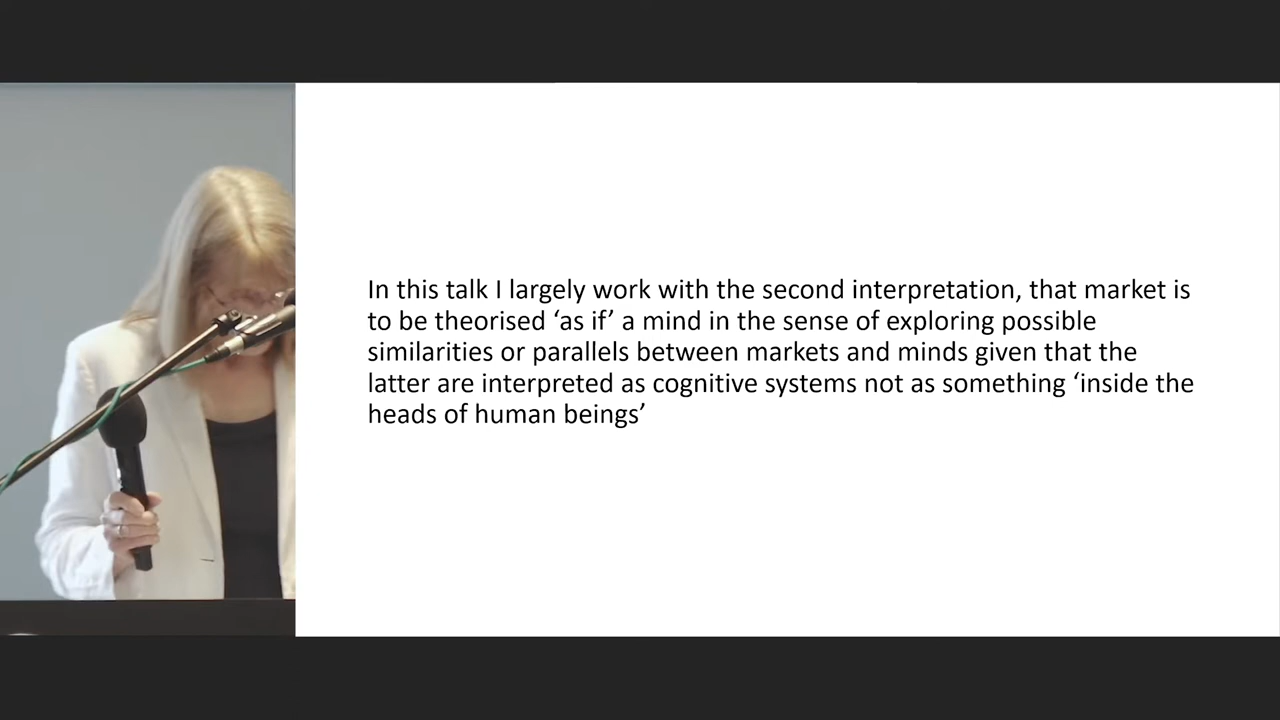 In this talk I largely work with the second interpretation, that market is
to be theorised ‘as if’ a mind in the sense of exploring possible
similarities or parallels between markets and minds given that the
latter are interpreted as cognitive systems not as something ‘inside the
heads of human beings’